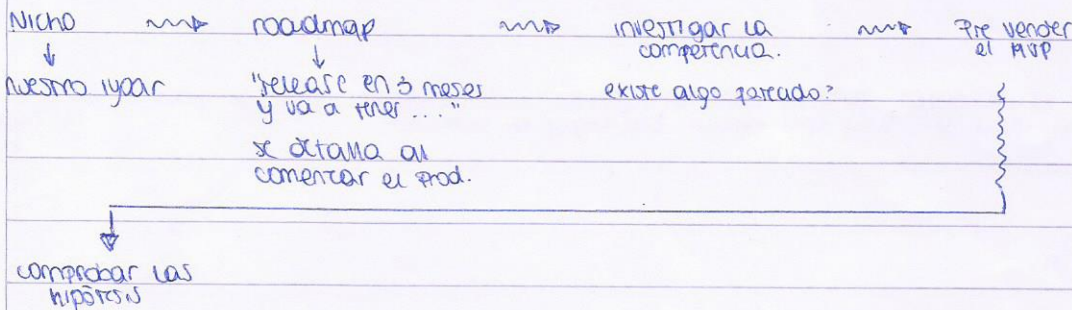 Nicho
roadmap
investigar la
competencia.
Pre vender
el MVP
nuestro lugar
"release en 3 meses
y va a tener ..."
se detalla al
comenzar el prod.
existe algo pareado?
comprobar las
hipótesis